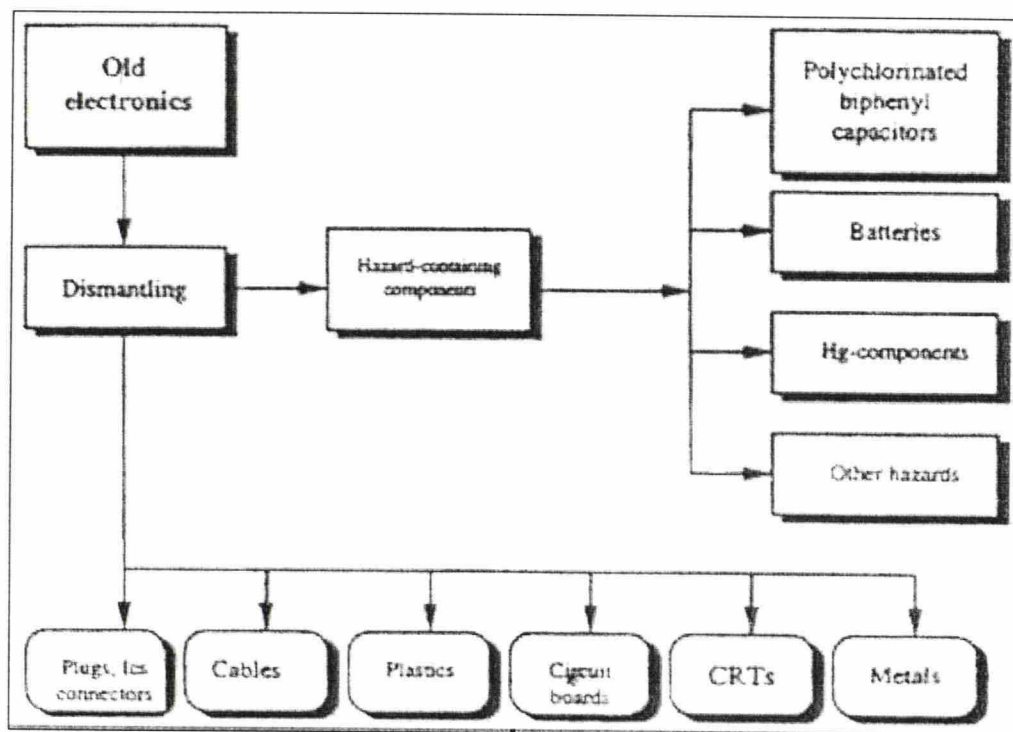 Old
electronics
Polychlorinated
biphenyl
capacitors
Dismantling
Hazard-containing
components
Batteries
Hg-components
Other hazards
Plugs,
connectors
Cables
Plastics
Circuit
boards
CRTs
Metals